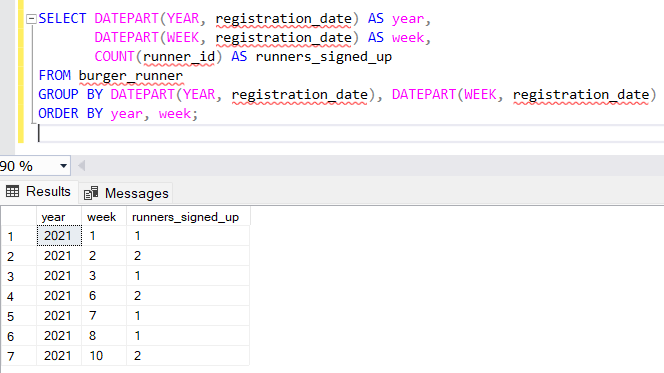 SELECT DATEPART(YEAR, registration_date) AS year,
DATEPART(WEEK, registration_date) AS week,
COUNT(runner_id) AS runners_signed_up
FROM burger_runner
GROUP BY DATEPART(YEAR, registration_date), DATEPART(WEEK, registration_date)
ORDER BY year, week;
90 %
Results Messages
year week runners_signed_up
1 2021 1 1
2 2021 2 2
3 2021 3 1
4 2021 6 2
5 2021 7 1
6 2021 8 1
7 2021 10 2